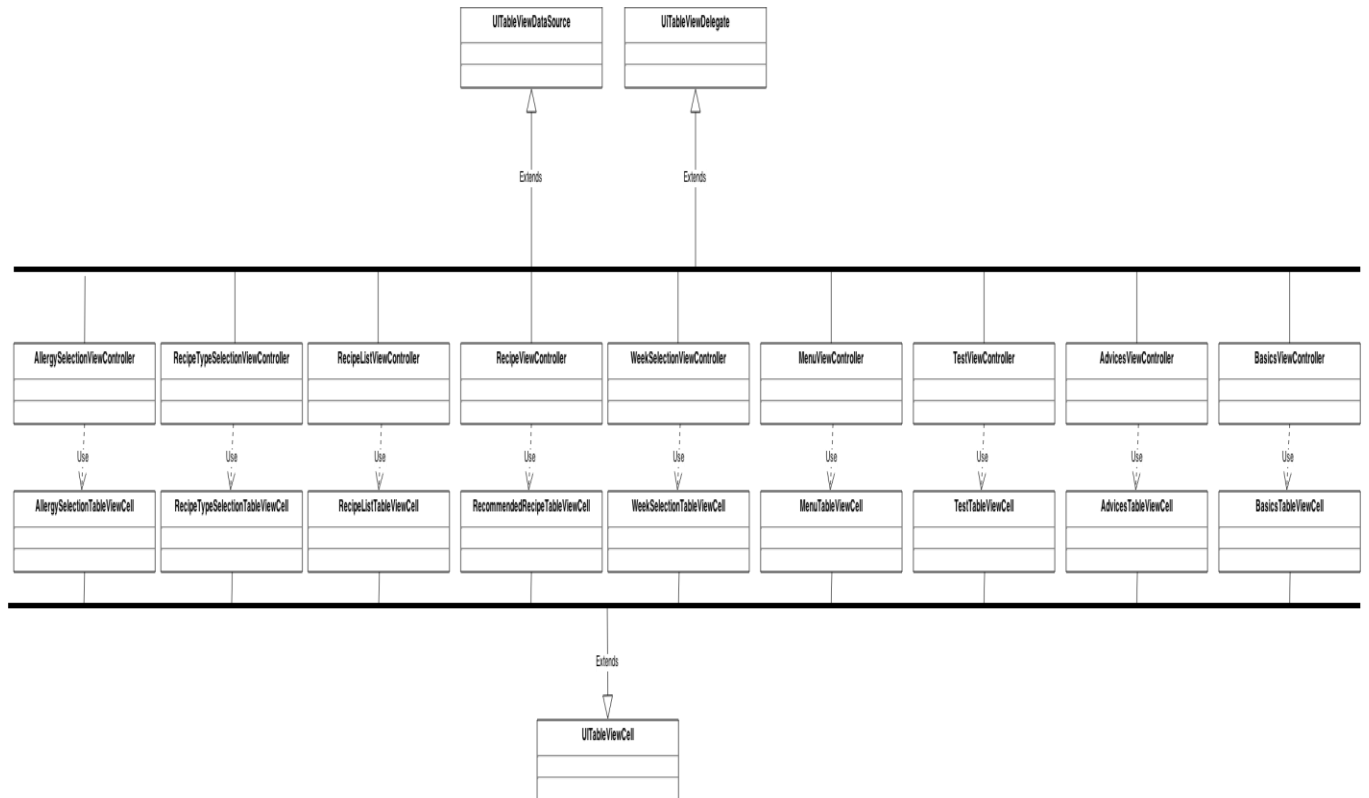 UITableViewDataSource
UITableViewDelegate
Extends
Extends
AllergySelectionViewController
RecipeTypeSelectionViewController
RecipeListViewController
RecipeViewController
WeekSelectionViewController
MenuViewController
TestViewController
AdvicesViewController
BasicsViewController
Use
Use
Use
Use
Use
Use
Use
Use
Use
AllergySelectionTableViewCell
RecipeTypeSelectionTableViewCell
RecipeListTableViewCell
RecommendedRecipeTableViewCell
WeekSelectionTableViewCell
MenuTableViewCell
TestTableViewCell
AdvicesTableViewCell
BasicsTableViewCell
Extends
UITableViewCell